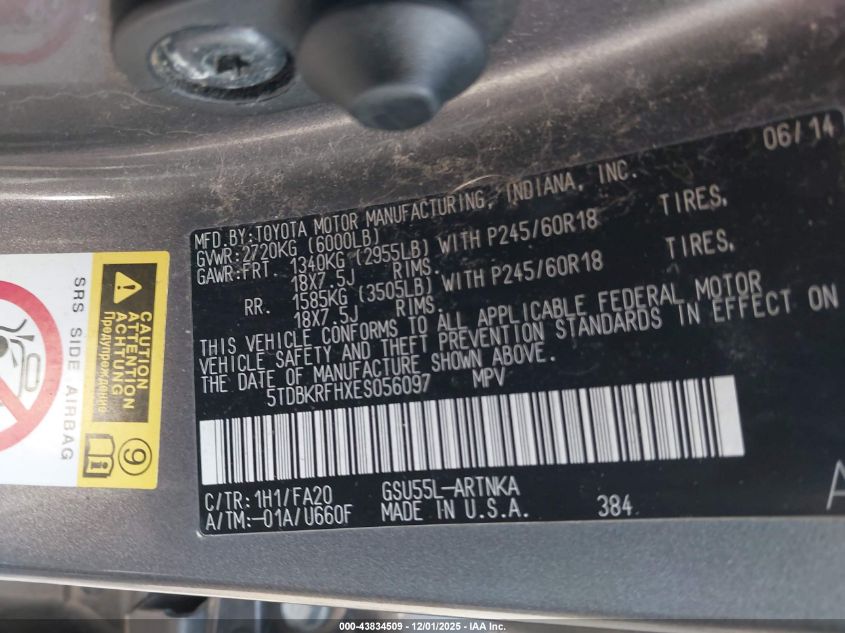 06/14
MFD.BY:TOYOTA MOTOR MANUFACTURING, INDIANA, INC.
GVWR:2720KG (6000LB)
GAWR:FRT. 1340KG (2955LB) WITH P245/60R18 TIRES,
18X7.5J RIMS.
RR. 1585KG (3505LB) WITH P245/60R18 TIRES,
18X7.5J RIMS.
THIS VEHICLE CONFORMS TO ALL APPLICABLE FEDERAL MOTOR
VEHICLE SAFETY AND THEFT PREVENTION STANDARDS IN EFFECT ON
THE DATE OF MANUFACTURE SHOWN ABOVE.
5TDBKRFHXES056097 MPV
C/TR:1H1/FA20 GSU55L-ARTNKA
A/TM:-01A/U660F MADE IN U.S.A. 384
A
SRS SIDE AIRBAG
CAUTION
ATTENTION
ACHTUNG
Предупреждение
9
000-43834509 - 12/01/2025 - IAA Inc.